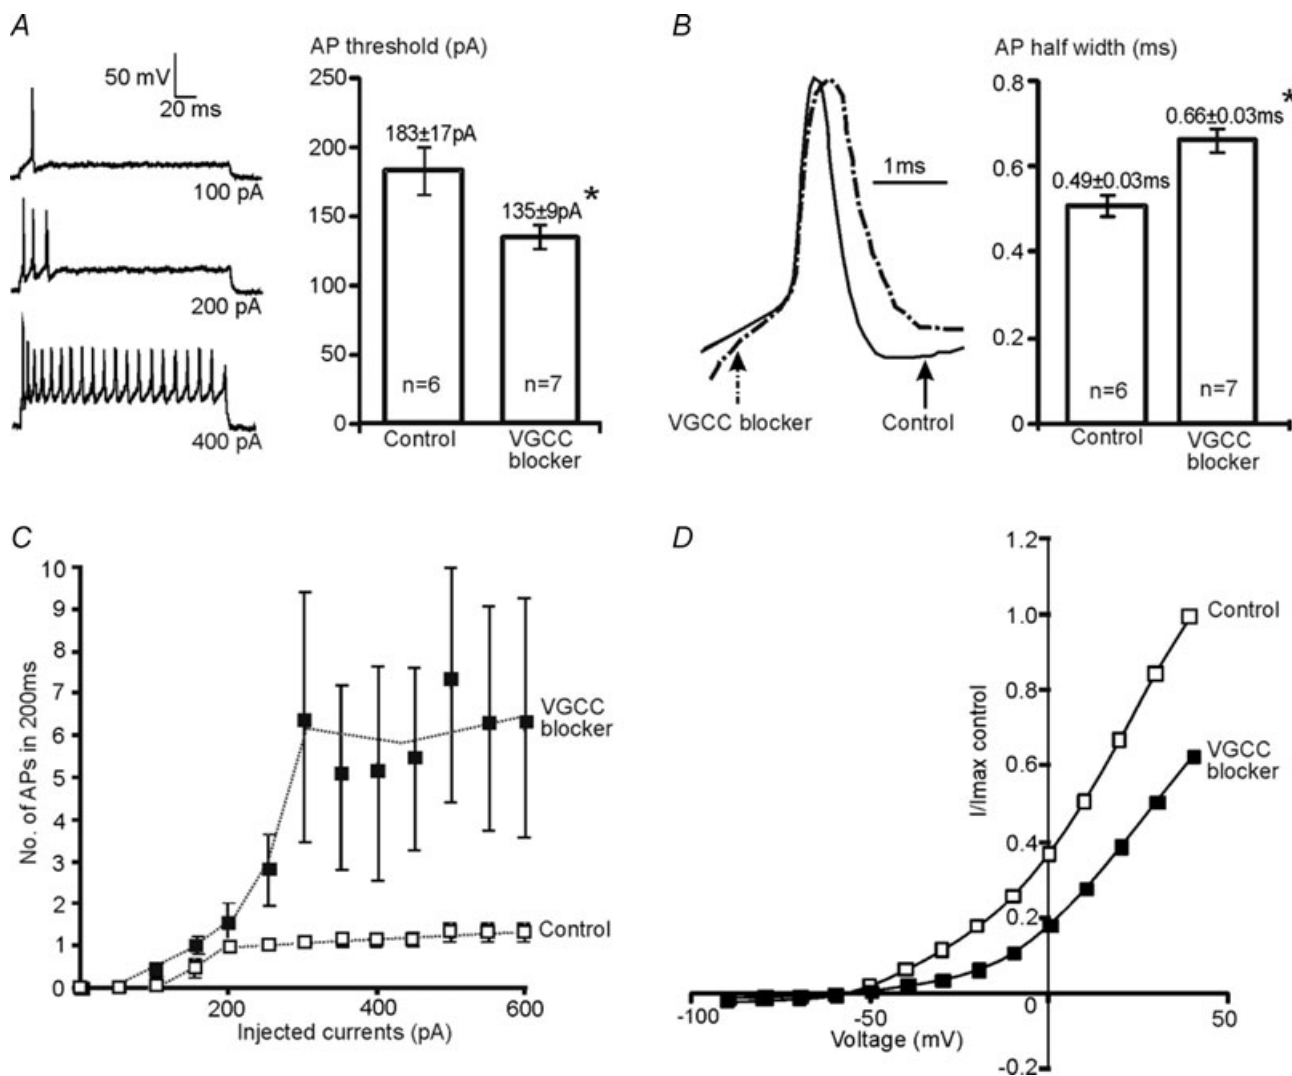 A
50 mV
20 ms
100 pA
200 pA
400 pA
AP threshold (pA)
250
200
150
100
50
0
183±17pA
135±9pA
*
n=6
n=7
Control
VGCC
blocker
B
1ms
VGCC blocker
Control
AP half width (ms)
0.8
0.6
0.4
0.2
0
0.49±0.03ms
0.66±0.03ms
*
n=6
n=7
Control
VGCC
blocker
C
No. of APs in 200ms
10
9
8
7
6
5
4
3
2
1
0
200
400
600
Injected currents (pA)
VGCC
blocker
Control
D
I/Imax control
1.2
1.0
0.8
0.6
0.4
0.2
0
-0.2
-100
-50
50
Voltage (mV)
Control
VGCC
blocker